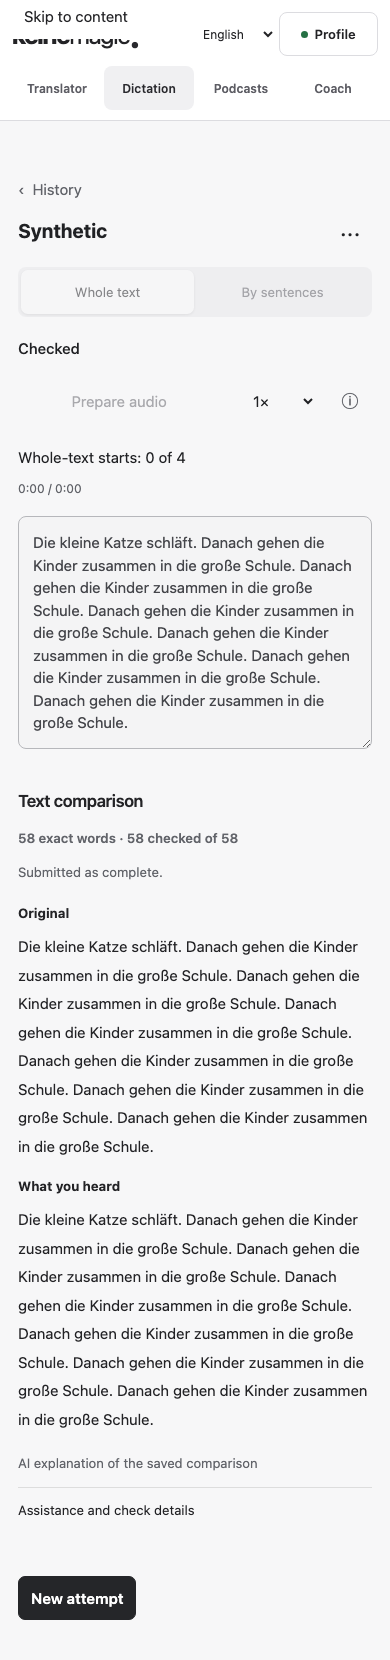 Skip to content
keinemagic.
English
Profile
Translator
Dictation
Podcasts
Coach
‹ History
Synthetic
...
Whole text
By sentences
Checked
Prepare audio
1×
Whole-text starts: 0 of 4
0:00 / 0:00
Die kleine Katze schläft. Danach gehen die
Kinder zusammen in die große Schule. Danach
gehen die Kinder zusammen in die große
Schule. Danach gehen die Kinder zusammen in
die große Schule. Danach gehen die Kinder
zusammen in die große Schule. Danach gehen
die Kinder zusammen in die große Schule.
Danach gehen die Kinder zusammen in die
große Schule.
Text comparison
58 exact words · 58 checked of 58
Submitted as complete.
Original
Die kleine Katze schläft. Danach gehen die Kinder
zusammen in die große Schule. Danach gehen die
Kinder zusammen in die große Schule. Danach
gehen die Kinder zusammen in die große Schule.
Danach gehen die Kinder zusammen in die große
Schule. Danach gehen die Kinder zusammen in die
große Schule. Danach gehen die Kinder zusammen
in die große Schule.
What you heard
Die kleine Katze schläft. Danach gehen die Kinder
zusammen in die große Schule. Danach gehen die
Kinder zusammen in die große Schule. Danach
gehen die Kinder zusammen in die große Schule.
Danach gehen die Kinder zusammen in die große
Schule. Danach gehen die Kinder zusammen in die
große Schule. Danach gehen die Kinder zusammen
in die große Schule.
AI explanation of the saved comparison
Assistance and check details
New attempt